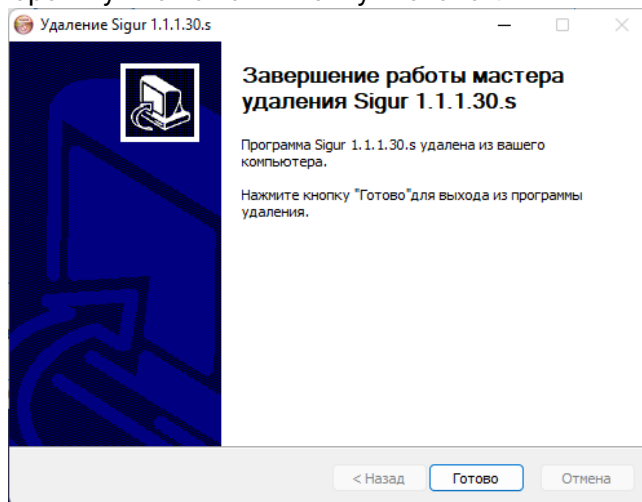 Удаление Sigur 1.1.1.30.s
Завершение работы мастера
удаления Sigur 1.1.1.30.s
Программа Sigur 1.1.1.30.s удалена из вашего
компьютера.
Нажмите кнопку "Готово"для выхода из программы
удаления.
< Назад
Готово
Отмена